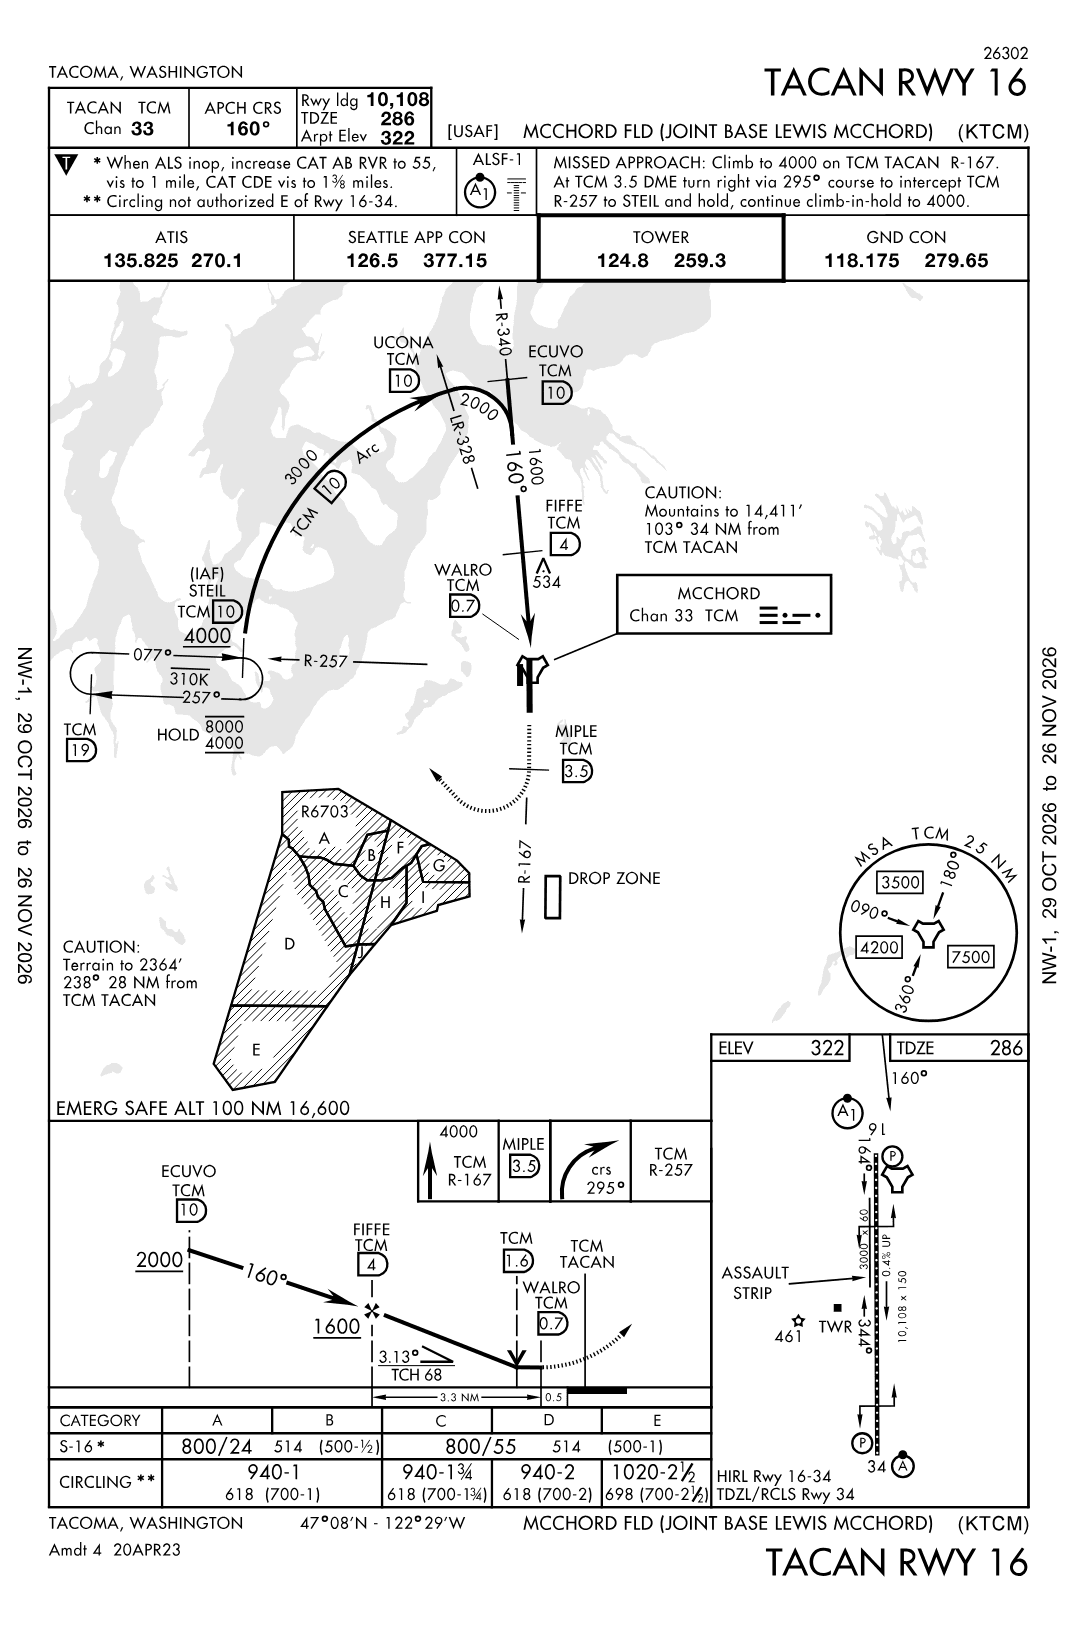 26302
TACOMA, WASHINGTON
TACAN RWY 16
TACAN TCM
Chan 33
APCH CRS
160°
Rwy ldg 10,108
TDZE 286
Arpt Elev 322
[USAF] MCCHORD FLD (JOINT BASE LEWIS MCCHORD) (KTCM)
T
* When ALS inop, increase CAT AB RVR to 55,
vis to 1 mile, CAT CDE vis to 1⅜ miles.
** Circling not authorized E of Rwy 16-34.
ALSF-1
A1
MISSED APPROACH: Climb to 4000 on TCM TACAN R-167.
At TCM 3.5 DME turn right via 295° course to intercept TCM
R-257 to STEIL and hold, continue climb-in-hold to 4000.
ATIS
135.825 270.1
SEATTLE APP CON
126.5 377.15
TOWER
124.8 259.3
GND CON
118.175 279.65
R-340
UCONA
TCM
10
ECUVO
TCM
10
2000
LR-328
1600
160°
3000
TCM 10 Arc
CAUTION:
Mountains to 14,411'
103° 34 NM from
TCM TACAN
FIFFE
TCM
4
534
WALRO
TCM
0.7
MCCHORD
Chan 33 TCM
(IAF)
STEIL
TCM 10
4000
077°
310K
257°
R-257
TCM
19
HOLD 8000
4000
MIPLE
TCM
3.5
R-167
DROP ZONE
R6703
A
B
F
G
C
H
I
D
J
E
CAUTION:
Terrain to 2364'
238° 28 NM from
TCM TACAN
MSA TCM 25 NM
3500
180°
090°
4200
7500
360°
EMERG SAFE ALT 100 NM 16,600
NW-1, 29 OCT 2026 to 26 NOV 2026
NW-1, 29 OCT 2026 to 26 NOV 2026
ELEV 322
TDZE 286
160°
A1
16
164°
P
3000 x 60
0.4% UP
10,108 x 150
ASSAULT
STRIP
461
TWR
344°
P
34
A
HIRL Rwy 16-34
TDZL/RCLS Rwy 34
4000
TCM
R-167
MIPLE
3.5
crs
295°
TCM
R-257
ECUVO
TCM
10
2000
160°
FIFFE
TCM
4
1600
3.13°
TCH 68
TCM
1.6
TCM
TACAN
WALRO
TCM
0.7
3.3 NM
0.5
CATEGORY A B C D E
S-16 * 800/24 514 (500-½) 800/55 514 (500-1)
CIRCLING ** 940-1 940-1¾ 940-2 1020-2½
618 (700-1) 618 (700-1¾) 618 (700-2) 698 (700-2½)
TACOMA, WASHINGTON
47°08'N - 122°29'W
MCCHORD FLD (JOINT BASE LEWIS MCCHORD) (KTCM)
Amdt 4 20APR23
TACAN RWY 16